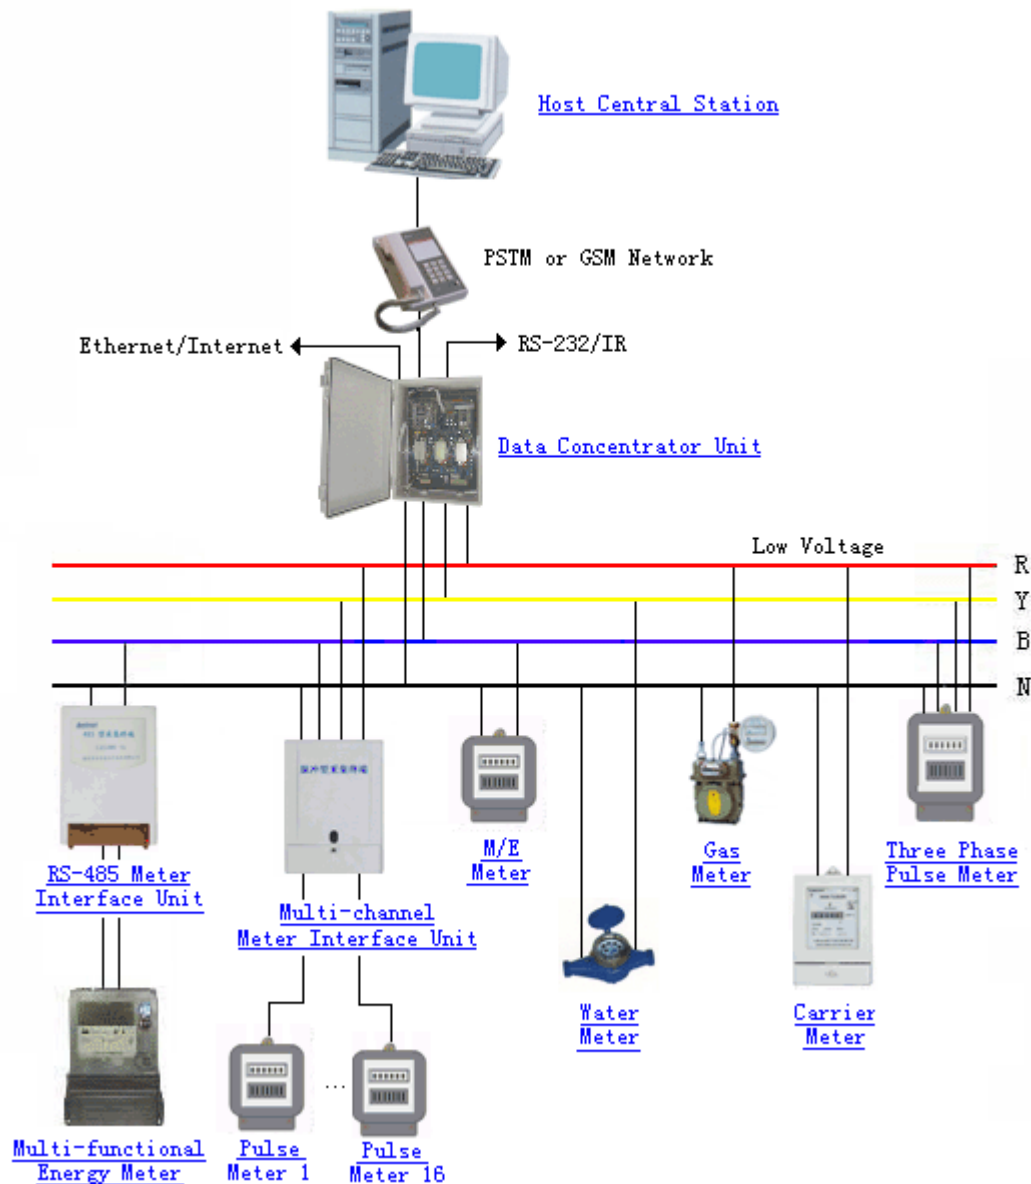 Host Central Station
PSTM or GSM Network
Ethernet/Internet
RS-232/IR
Data Concentrator Unit
Low Voltage
R
Y
B
N
RS-485 Meter
Interface Unit
Multi-channel
Meter Interface Unit
M/E
Meter
Gas
Meter
Three Phase
Pulse Meter
Water
Meter
Carrier
Meter
...
Multi-functional
Energy Meter
Pulse
Meter 1
Pulse
Meter 16